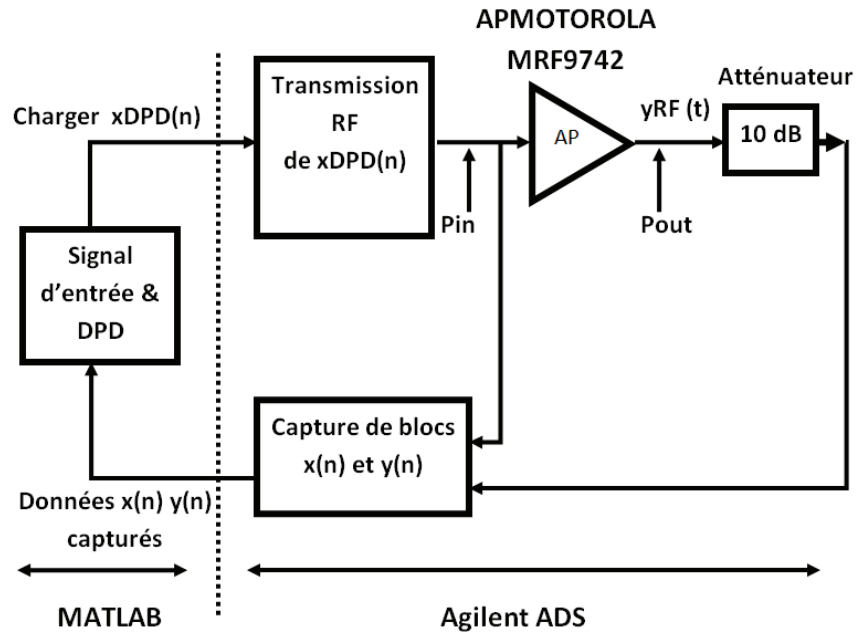 APMOTOROLA
MRF9742
Atténuateur
Charger xDPD(n)
Transmission
RF
de xDPD(n)
AP
yRF (t)
10 dB
Pin
Pout
Signal
d'entrée &
DPD
Capture de blocs
x(n) et y(n)
Données x(n) y(n)
capturés
MATLAB
Agilent ADS